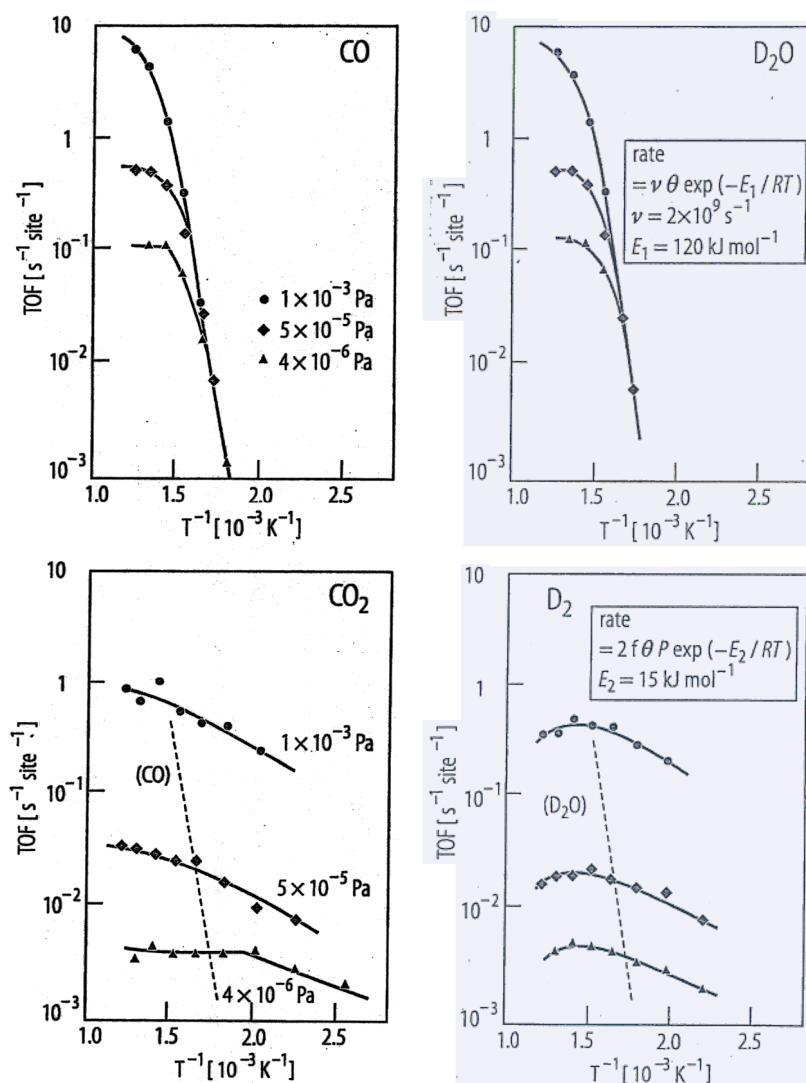 CO
10
1
10⁻¹
10⁻²
10⁻³
TOF [ s⁻¹ site⁻¹ ]
● 1×10⁻³ Pa
◆ 5×10⁻⁵ Pa
▲ 4×10⁻⁶ Pa
1.0 1.5 2.0 2.5
T⁻¹ [ 10⁻³ K⁻¹ ]
D₂O
10
1
10⁻¹
10⁻²
10⁻³
TOF [ s⁻¹ site⁻¹ ]
rate
= ν θ exp (−E₁ / RT)
ν = 2×10⁹ s⁻¹
E₁ = 120 kJ mol⁻¹
1.0 1.5 2.0 2.5
T⁻¹ [ 10⁻³ K⁻¹ ]
CO₂
10
1
10⁻¹
10⁻²
10⁻³
TOF [ s⁻¹ site⁻¹ ]
1×10⁻³ Pa
(CO)
5×10⁻⁵ Pa
4×10⁻⁶ Pa
1.0 1.5 2.0 2.5
T⁻¹ [ 10⁻³ K⁻¹ ]
D₂
10
1
10⁻¹
10⁻²
10⁻³
TOF [ s⁻¹ site⁻¹ ]
rate
= 2 f θ P exp (−E₂ / RT)
E₂ = 15 kJ mol⁻¹
(D₂O)
1.0 1.5 2.0 2.5
T⁻¹ [ 10⁻³ K⁻¹ ]